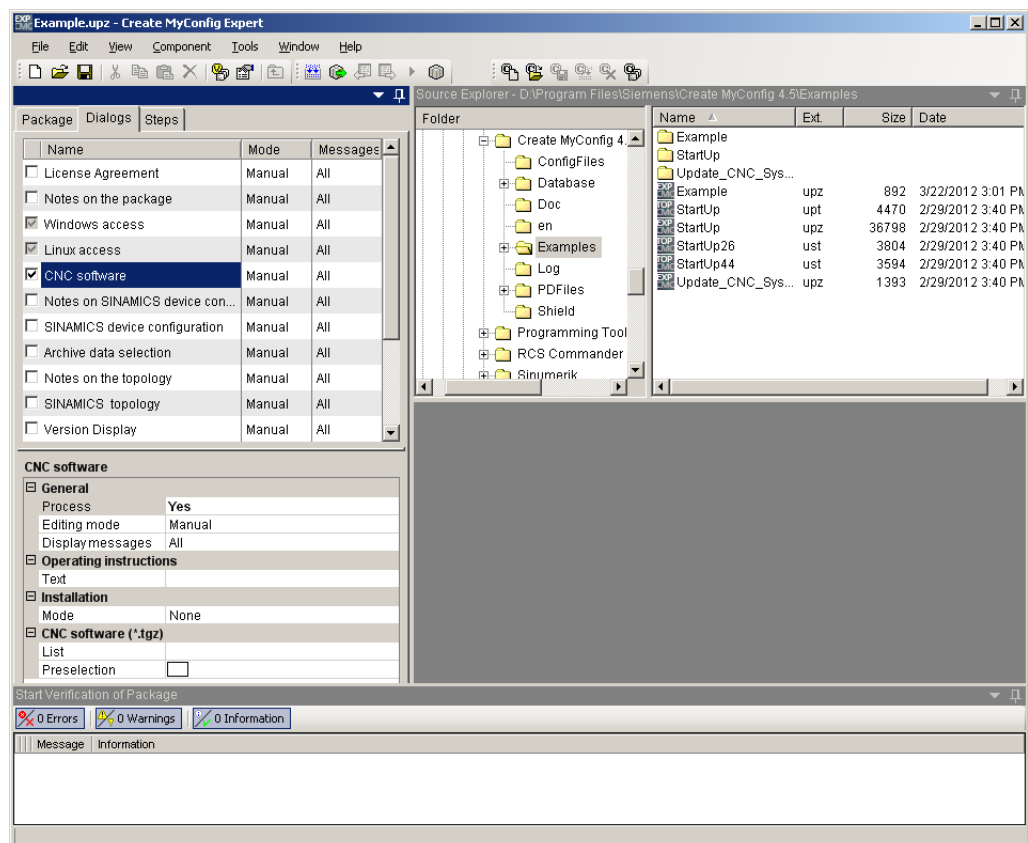 Example.upz - Create MyConfig Expert
File Edit View Component Tools Window Help
Source Explorer - D:\Program Files\Siemens\Create MyConfig 4.5\Examples
Package Dialogs Steps
Name Mode Messages
License Agreement Manual All
Notes on the package Manual All
Windows access Manual All
Linux access Manual All
CNC software Manual All
Notes on SINAMICS device con... Manual All
SINAMICS device configuration Manual All
Archive data selection Manual All
Notes on the topology Manual All
SINAMICS topology Manual All
Version Display Manual All
Folder
Create MyConfig 4.
ConfigFiles
Database
Doc
en
Examples
Log
PDFiles
Shield
Programming Tool
RCS Commander
Sinumerik
Name Ext. Size Date
Example
StartUp
Update_CNC_Sys...
Example upz 892 3/22/2012 3:01 PM
StartUp upt 4470 2/29/2012 3:40 PM
StartUp upz 36798 2/29/2012 3:40 PM
StartUp26 ust 3804 2/29/2012 3:40 PM
StartUp44 ust 3594 2/29/2012 3:40 PM
Update_CNC_Sys... upz 1393 2/29/2012 3:40 PM
CNC software
General
Process Yes
Editing mode Manual
Display messages All
Operating instructions
Text
Installation
Mode None
CNC software (*.tgz)
List
Preselection
Start Verification of Package
0 Errors 0 Warnings 0 Information
Message Information